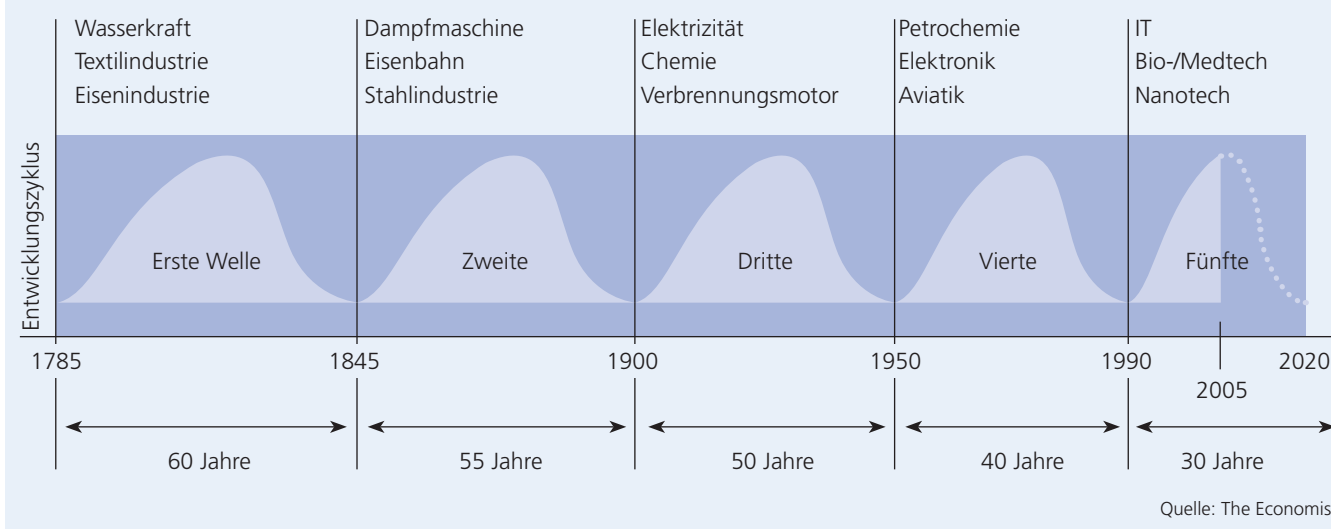 Wasserkraft
Textilindustrie
Eisenindustrie
Dampfmaschine
Eisenbahn
Stahlindustrie
Elektrizität
Chemie
Verbrennungsmotor
Petrochemie
Elektronik
Aviatik
IT
Bio-/Medtech
Nanotech
Entwicklungszyklus
Erste Welle
Zweite
Dritte
Vierte
Fünfte
1785
1845
1900
1950
1990
2005
2020
60 Jahre
55 Jahre
50 Jahre
40 Jahre
30 Jahre
Quelle: The Economis